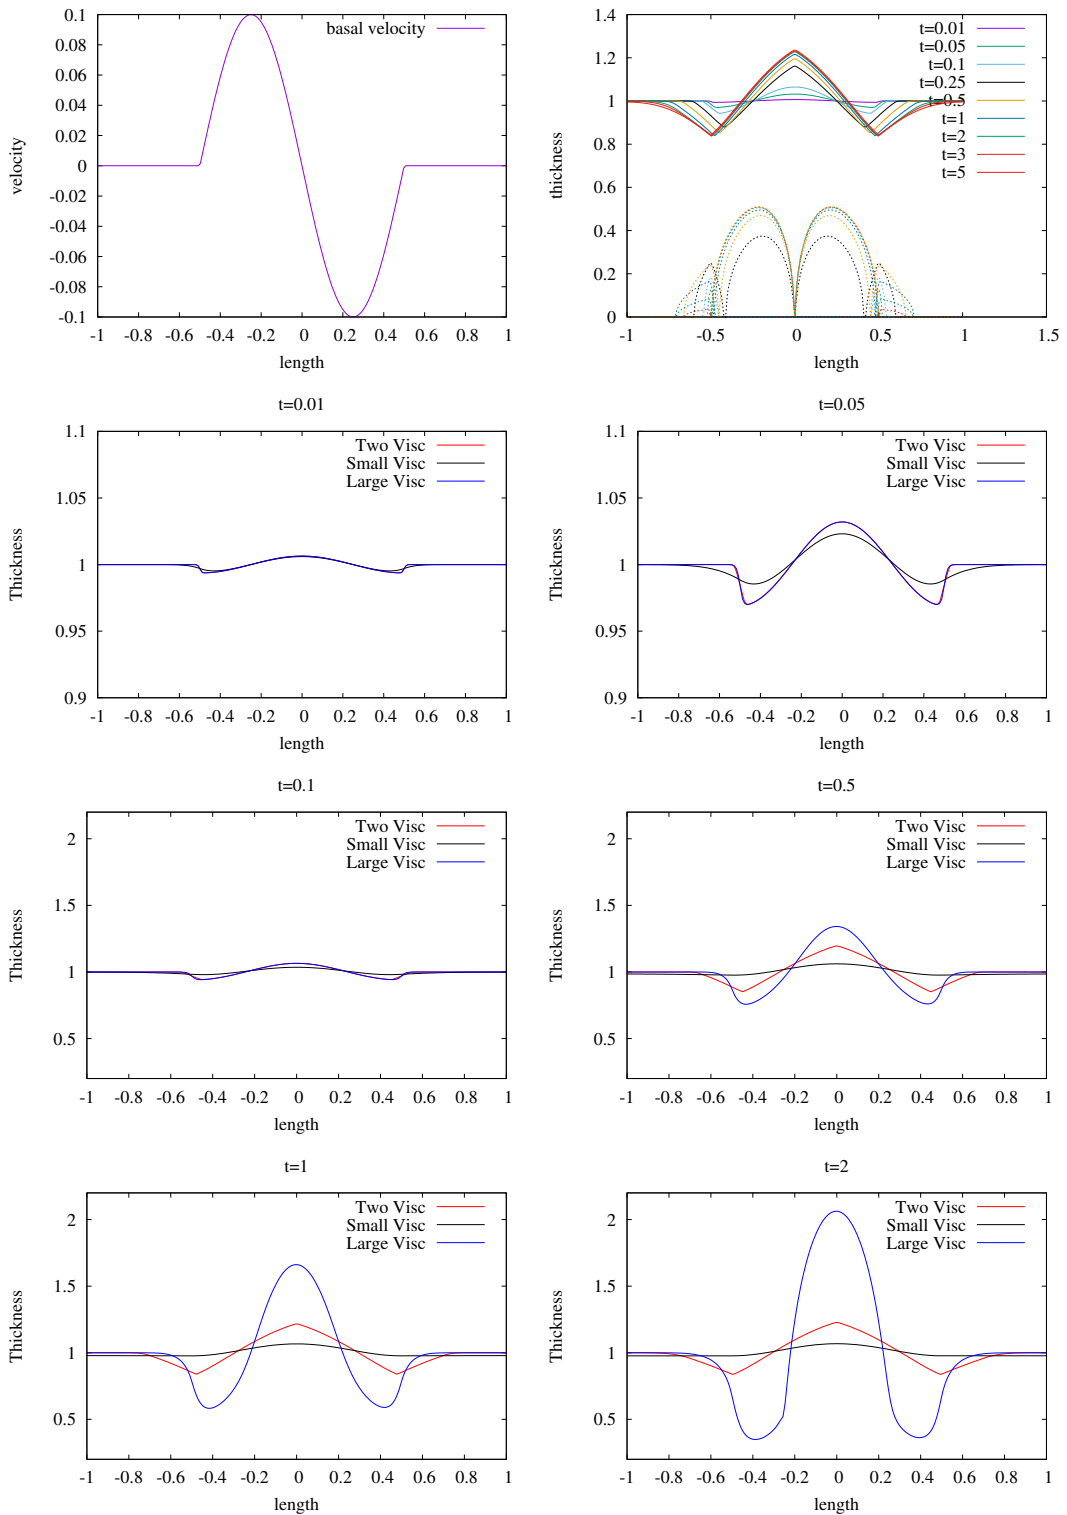 0.1
0.08
0.06
0.04
0.02
0
-0.02
-0.04
-0.06
-0.08
-0.1
velocity
basal velocity
-1 -0.8 -0.6 -0.4 -0.2 0 0.2 0.4 0.6 0.8 1
length
1.4
1.2
1
0.8
0.6
0.4
0.2
0
thickness
t=0.01
t=0.05
t=0.1
t=0.25
t=0.5
t=1
t=2
t=3
t=5
-1 -0.5 0 0.5 1 1.5
length
t=0.01
1.1
1.05
1
0.95
0.9
Thickness
Two Visc
Small Visc
Large Visc
-1 -0.8 -0.6 -0.4 -0.2 0 0.2 0.4 0.6 0.8 1
length
t=0.05
1.1
1.05
1
0.95
0.9
Thickness
Two Visc
Small Visc
Large Visc
-1 -0.8 -0.6 -0.4 -0.2 0 0.2 0.4 0.6 0.8 1
length
t=0.1
2
1.5
1
0.5
Thickness
Two Visc
Small Visc
Large Visc
-1 -0.8 -0.6 -0.4 -0.2 0 0.2 0.4 0.6 0.8 1
length
t=0.5
2
1.5
1
0.5
Thickness
Two Visc
Small Visc
Large Visc
-1 -0.8 -0.6 -0.4 -0.2 0 0.2 0.4 0.6 0.8 1
length
t=1
2
1.5
1
0.5
Thickness
Two Visc
Small Visc
Large Visc
-1 -0.8 -0.6 -0.4 -0.2 0 0.2 0.4 0.6 0.8 1
length
t=2
2
1.5
1
0.5
Thickness
Two Visc
Small Visc
Large Visc
-1 -0.8 -0.6 -0.4 -0.2 0 0.2 0.4 0.6 0.8 1
length